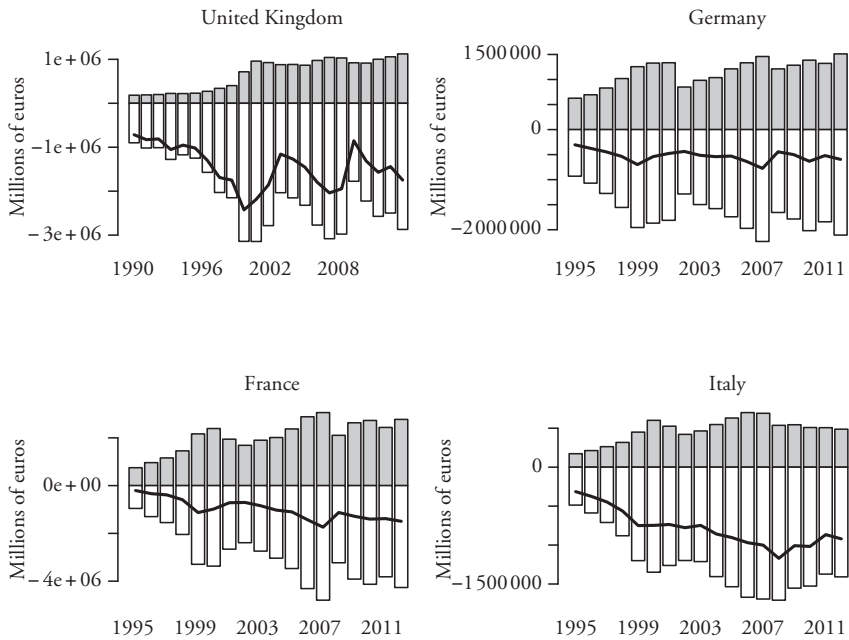 United Kingdom
Millions of euros
1e+06
−1e+06
−3e+06
1990 1996 2002 2008
Germany
Millions of euros
1500000
0
−2000000
1995 1999 2003 2007 2011
France
Millions of euros
0e+00
−4e+06
1995 1999 2003 2007 2011
Italy
Millions of euros
0
−1500000
1995 1999 2003 2007 2011